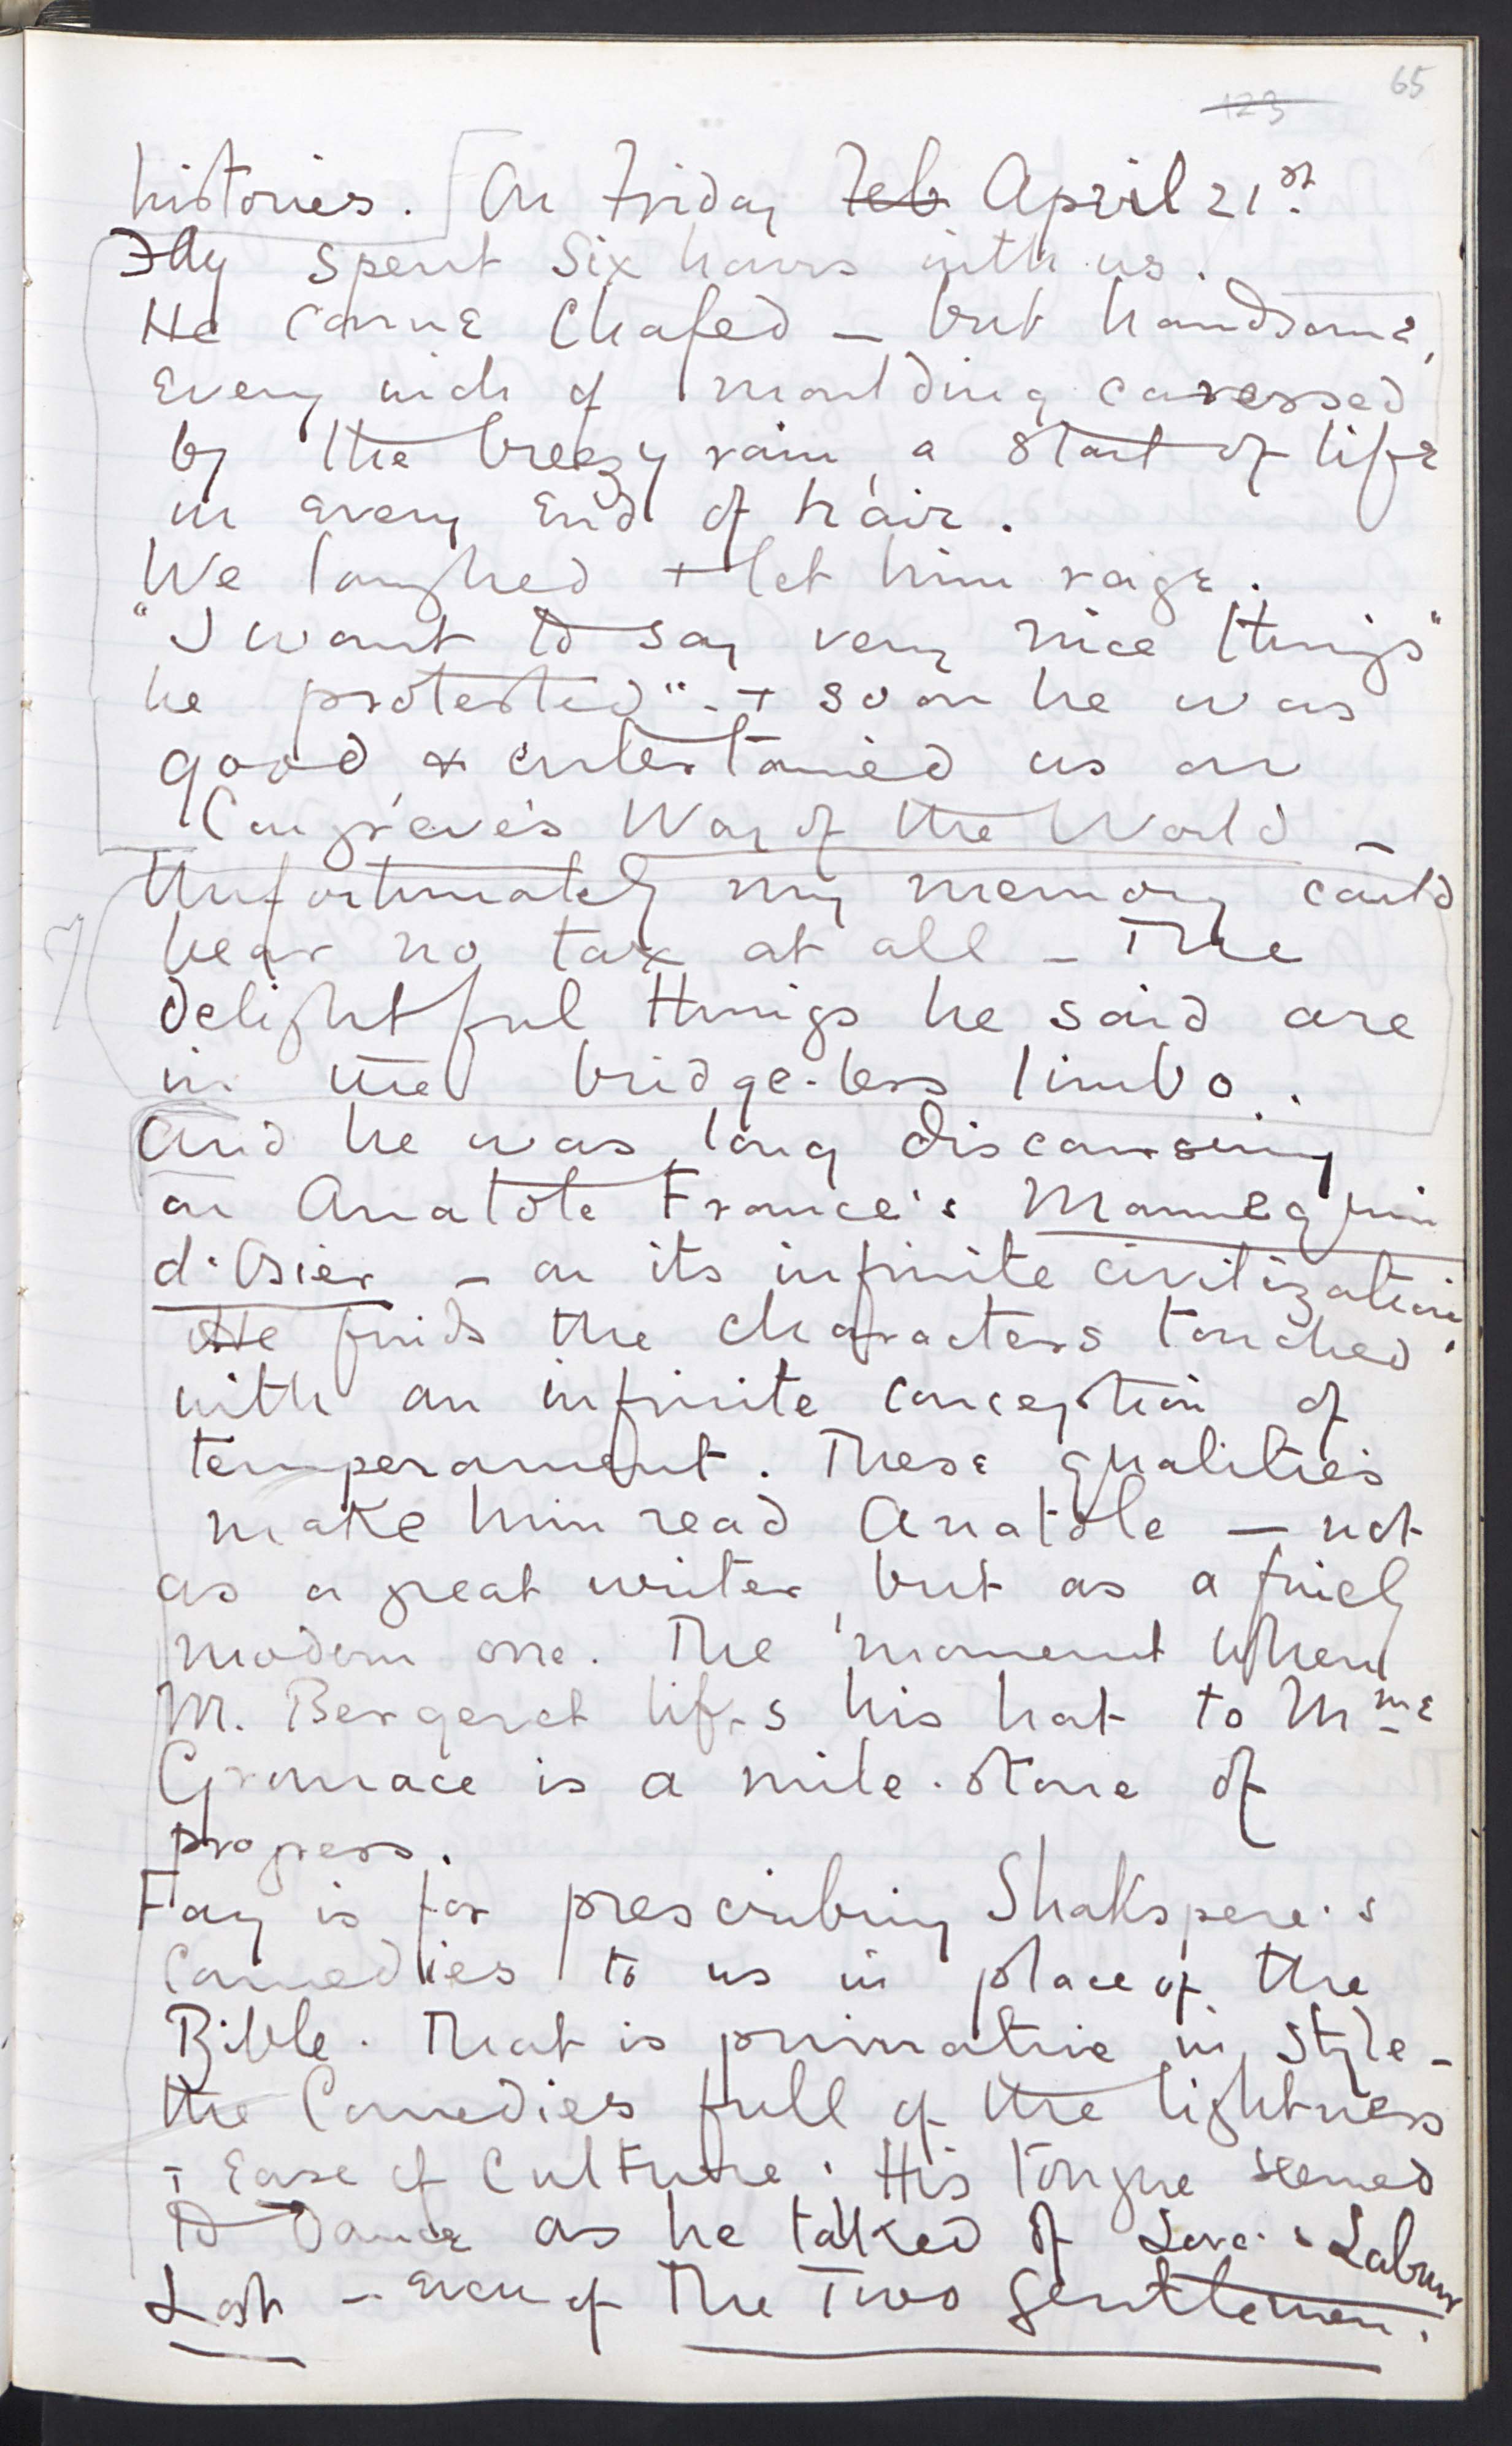 65
123
histories. On Friday Feb April 21st.
Fay spent six hours with us.
He came chafed – but handsome,
every inch of moulding caressed
by the breezy rain, a start of life
in every end of hair.
We laughed + let him rage.
"I want to say very nice things"
he protested" – + soon he was
good & entertained us on
Congreve's Way of the World –
Unfortunately my memory could
bear no tax at all – The
delightful things he said are
in the bridge-less limbo.
And he was long discoursing
on Anatole France's Mannequin
d'Osier – on its infinite civilization.
He finds the characters touched
with an infinite conception of
temperament. These qualities
make him read Anatole – not
as a great writer, but as a finely
modern one. The moment when
M. Bergeret lifts his hat to Mme
Gromace is a mile-stone of
progress.
Fay is for prescribing Shakspere's
Comedies to us in place of the
Bible. That is primative in style –
the Comedies full of the lightness
+ ease of culture. His tongue seemed
to dance as he talked of Love's Labours
Lost – even of The Two Gentlemen.